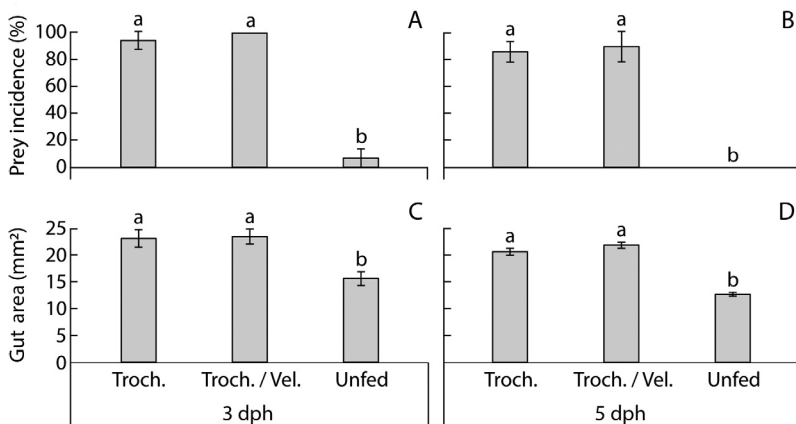 A
B
Prey incidence (%)
100
80
60
40
20
0
a
a
b
a
a
b
C
D
Gut area (mm²)
25
20
15
10
5
0
a
a
b
a
a
b
Troch.
Troch. / Vel.
Unfed
Troch.
Troch. / Vel.
Unfed
3 dph
5 dph